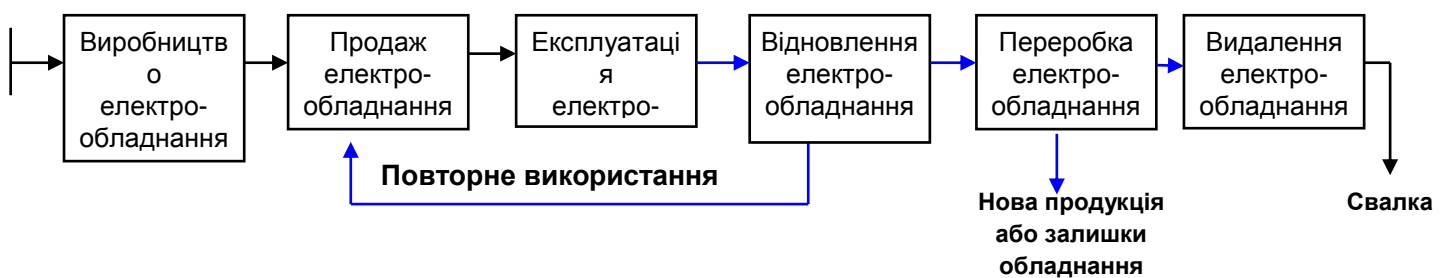 Виробництв
о
електро-
обладнання
Продаж
електро-
обладнання
Експлуатаці
я
електро-
Відновлення
електро-
обладнання
Переробка
електро-
обладнання
Видалення
електро-
обладнання
Повторне використання
Нова продукція
або залишки
обладнання
Свалка